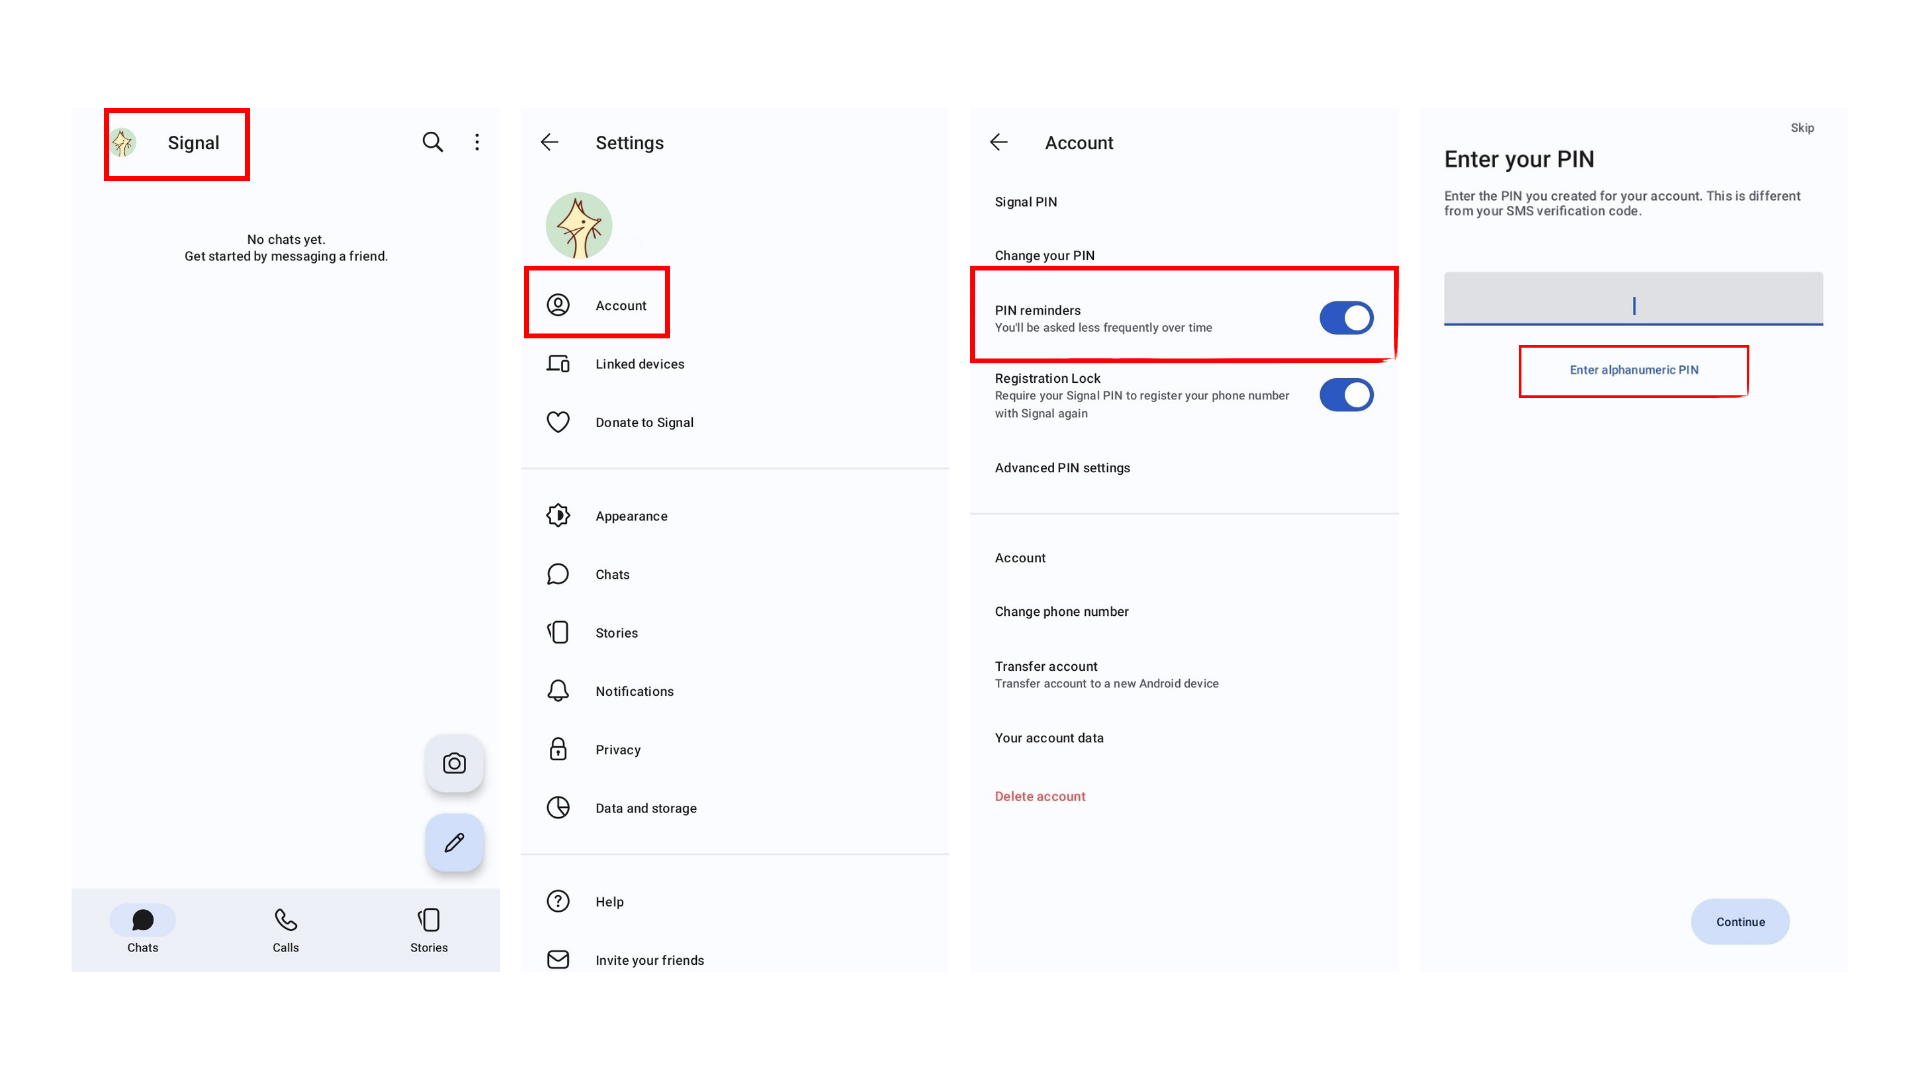 Signal
No chats yet.
Get started by messaging a friend.
Chats
Calls
Stories
Settings
Account
Linked devices
Donate to Signal
Appearance
Chats
Stories
Notifications
Privacy
Data and storage
Help
Invite your friends
Account
Signal PIN
Change your PIN
PIN reminders
You'll be asked less frequently over time
Registration Lock
Require your Signal PIN to register your phone number
with Signal again
Advanced PIN settings
Account
Change phone number
Transfer account
Transfer account to a new Android device
Your account data
Delete account
Skip
Enter your PIN
Enter the PIN you created for your account. This is different
from your SMS verification code.
Enter alphanumeric PIN
Continue